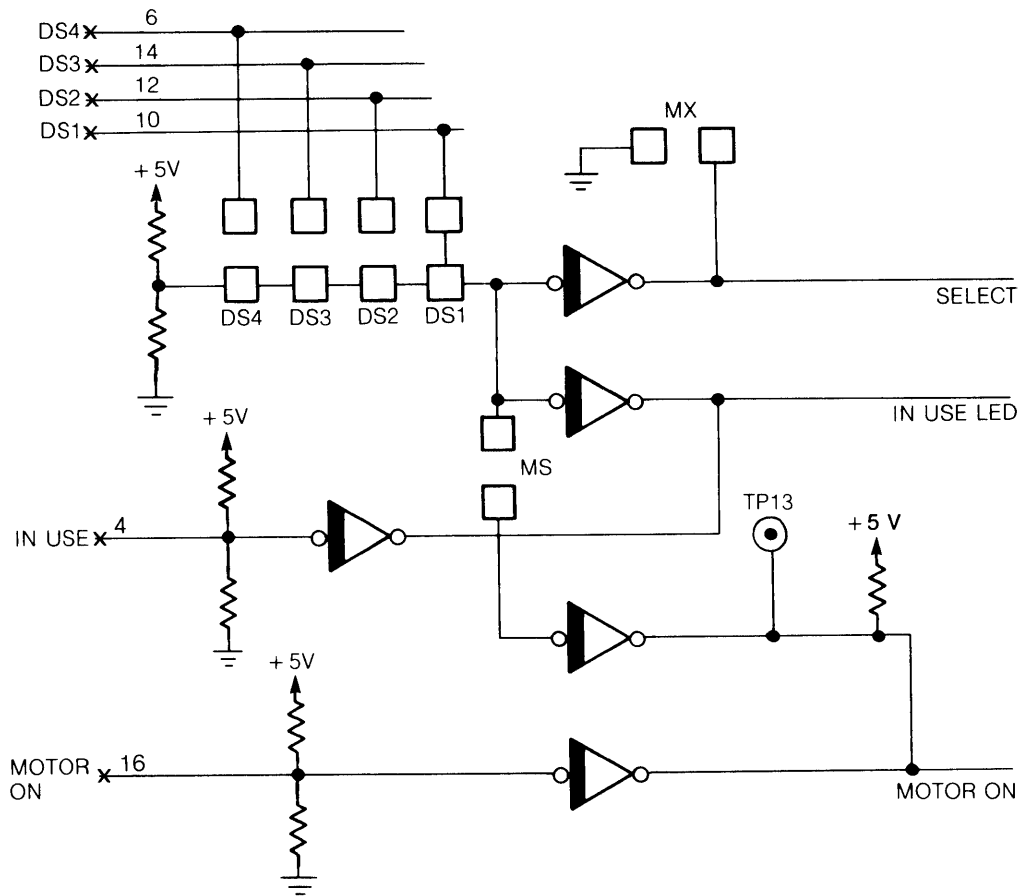 DS4 6
DS3 14
DS2 12
DS1 10
MX
+ 5V
SELECT
DS4 DS3 DS2 DS1
IN USE LED
+ 5V
MS
TP13
+ 5 V
IN USE 4
+ 5V
MOTOR ON 16
MOTOR ON